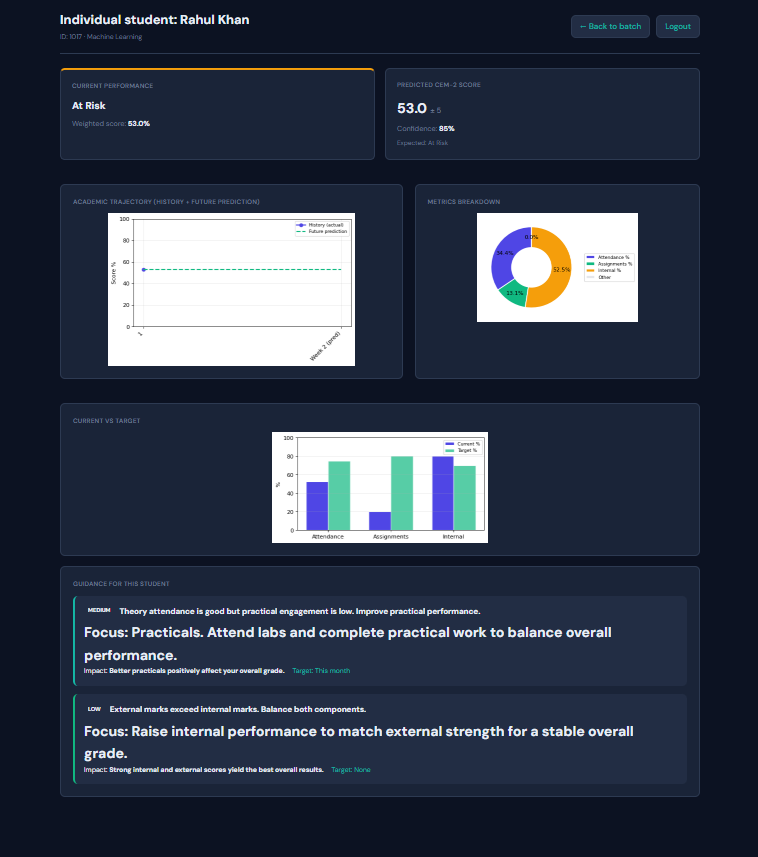 Individual student: Rahul Khan
ID: 1017 · Machine Learning
← Back to batch
Logout
CURRENT PERFORMANCE
At Risk
Weighted score: 53.0%
PREDICTED CEM-2 SCORE
53.0 ± 5
Confidence: 85%
Expected: At Risk
ACADEMIC TRAJECTORY (HISTORY + FUTURE PREDICTION)
100
80
60
40
20
0
Score %
History (actual)
Future prediction
1
Week 2 (pred)
METRICS BREAKDOWN
0.0%
34.4%
52.5%
13.1%
Attendance %
Assignments %
Internal %
Other
CURRENT VS TARGET
100
80
60
40
20
0
%
Current %
Target %
Attendance
Assignments
Internal
GUIDANCE FOR THIS STUDENT
MEDIUM Theory attendance is good but practical engagement is low. Improve practical performance.
Focus: Practicals. Attend labs and complete practical work to balance overall
performance.
Impact: Better practicals positively affect your overall grade. Target: This month
LOW External marks exceed internal marks. Balance both components.
Focus: Raise internal performance to match external strength for a stable overall
grade.
Impact: Strong internal and external scores yield the best overall results. Target: None